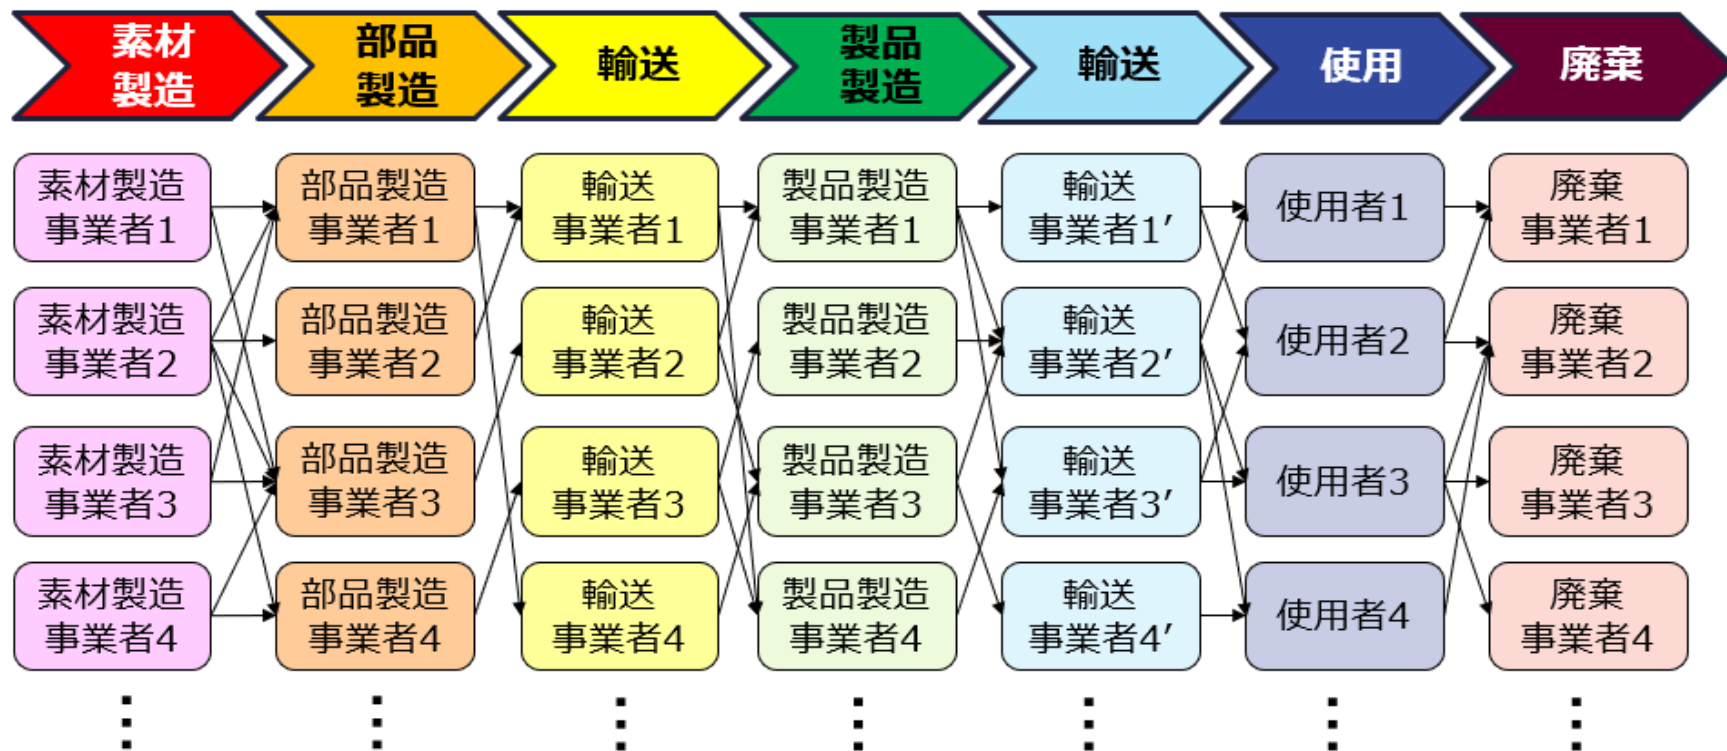 素材
製造
部品
製造
輸送
製品
製造
輸送
使用
廃棄
素材製造
事業者1
部品製造
事業者1
輸送
事業者1
製品製造
事業者1
輸送
事業者1′
使用者1
廃棄
事業者1
素材製造
事業者2
部品製造
事業者2
輸送
事業者2
製品製造
事業者2
輸送
事業者2′
使用者2
廃棄
事業者2
素材製造
事業者3
部品製造
事業者3
輸送
事業者3
製品製造
事業者3
輸送
事業者3′
使用者3
廃棄
事業者3
素材製造
事業者4
部品製造
事業者4
輸送
事業者4
製品製造
事業者4
輸送
事業者4′
使用者4
廃棄
事業者4